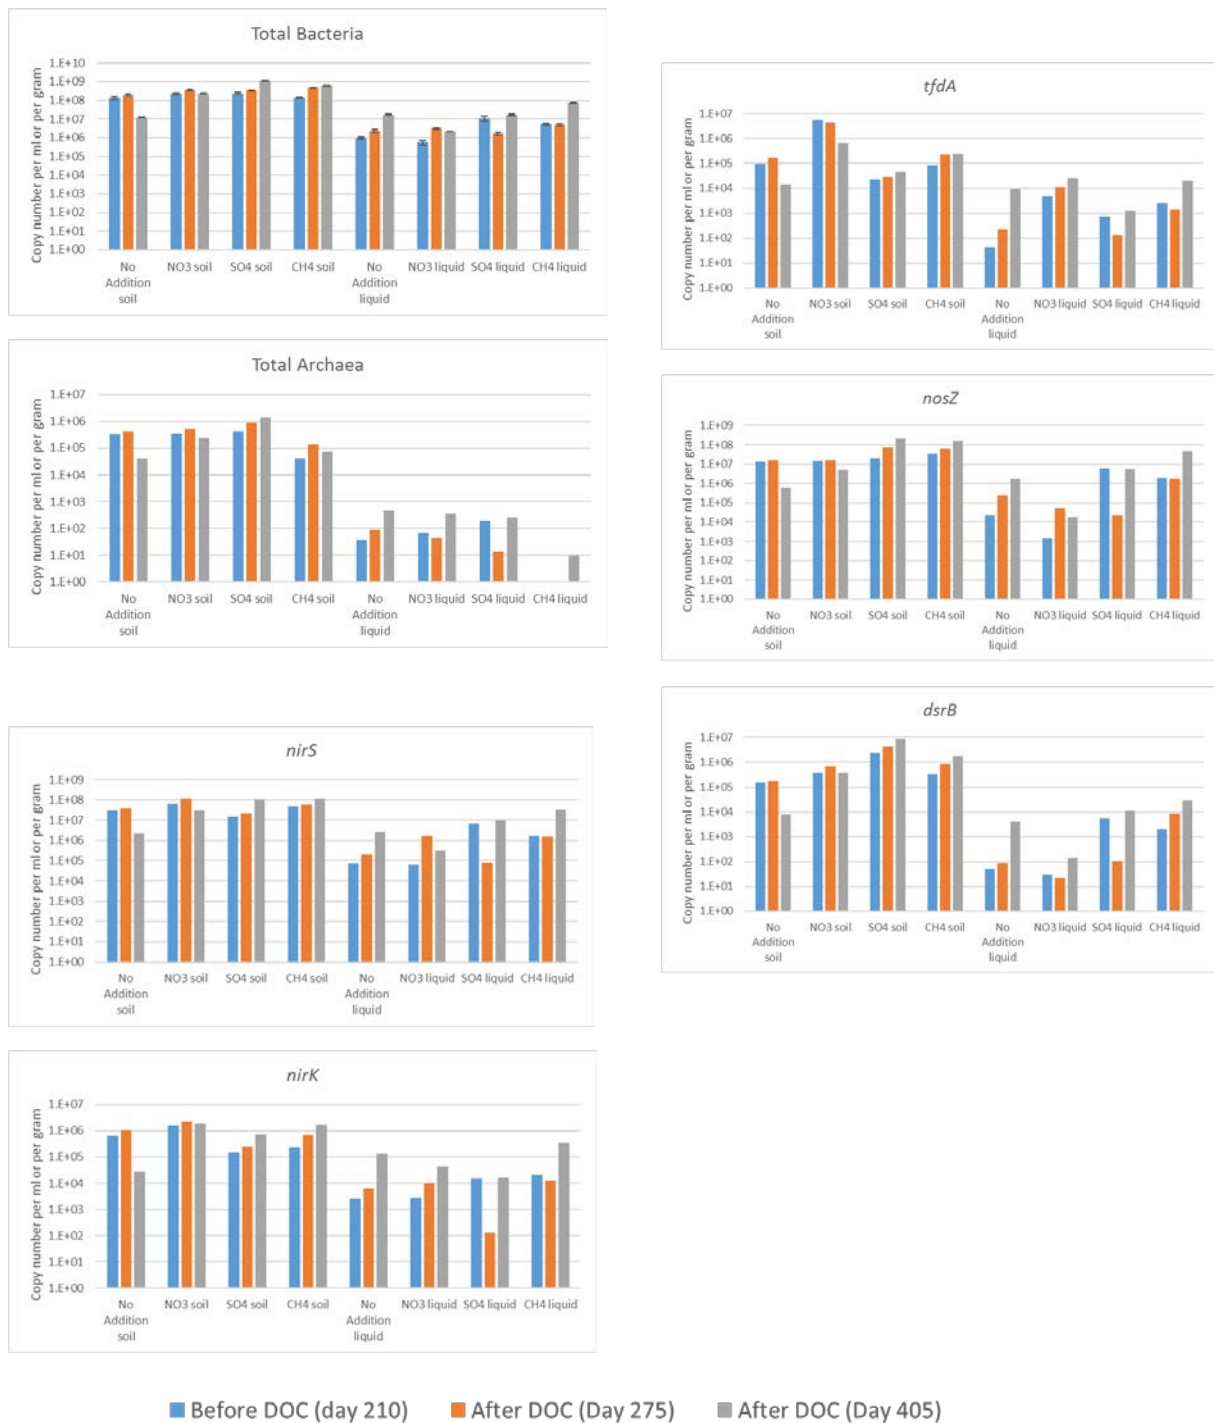 Total Bacteria
Copy number per ml or per gram
1.E+10
1.E+09
1.E+08
1.E+07
1.E+06
1.E+05
1.E+04
1.E+03
1.E+02
1.E+01
1.E+00
No Addition soil
NO3 soil
SO4 soil
CH4 soil
No Addition liquid
NO3 liquid
SO4 liquid
CH4 liquid
Total Archaea
Copy number per ml or per gram
1.E+07
1.E+06
1.E+05
1.E+04
1.E+03
1.E+02
1.E+01
1.E+00
No Addition soil
NO3 soil
SO4 soil
CH4 soil
No Addition liquid
NO3 liquid
SO4 liquid
CH4 liquid
nirS
Copy number per ml or per gram
1.E+09
1.E+08
1.E+07
1.E+06
1.E+05
1.E+04
1.E+03
1.E+02
1.E+01
1.E+00
No Addition soil
NO3 soil
SO4 soil
CH4 soil
No Addition liquid
NO3 liquid
SO4 liquid
CH4 liquid
nirK
Copy number per ml or per gram
1.E+07
1.E+06
1.E+05
1.E+04
1.E+03
1.E+02
1.E+01
1.E+00
No Addition soil
NO3 soil
SO4 soil
CH4 soil
No Addition liquid
NO3 liquid
SO4 liquid
CH4 liquid
tfdA
Copy number per ml or per gram
1.E+07
1.E+06
1.E+05
1.E+04
1.E+03
1.E+02
1.E+01
1.E+00
No Addition soil
NO3 soil
SO4 soil
CH4 soil
No Addition liquid
NO3 liquid
SO4 liquid
CH4 liquid
nosZ
Copy number per ml or per gram
1.E+09
1.E+08
1.E+07
1.E+06
1.E+05
1.E+04
1.E+03
1.E+02
1.E+01
1.E+00
No Addition soil
NO3 soil
SO4 soil
CH4 soil
No Addition liquid
NO3 liquid
SO4 liquid
CH4 liquid
dsrB
Copy number per ml or per gram
1.E+07
1.E+06
1.E+05
1.E+04
1.E+03
1.E+02
1.E+01
1.E+00
No Addition soil
NO3 soil
SO4 soil
CH4 soil
No Addition liquid
NO3 liquid
SO4 liquid
CH4 liquid
Before DOC (day 210) After DOC (Day 275) After DOC (Day 405)